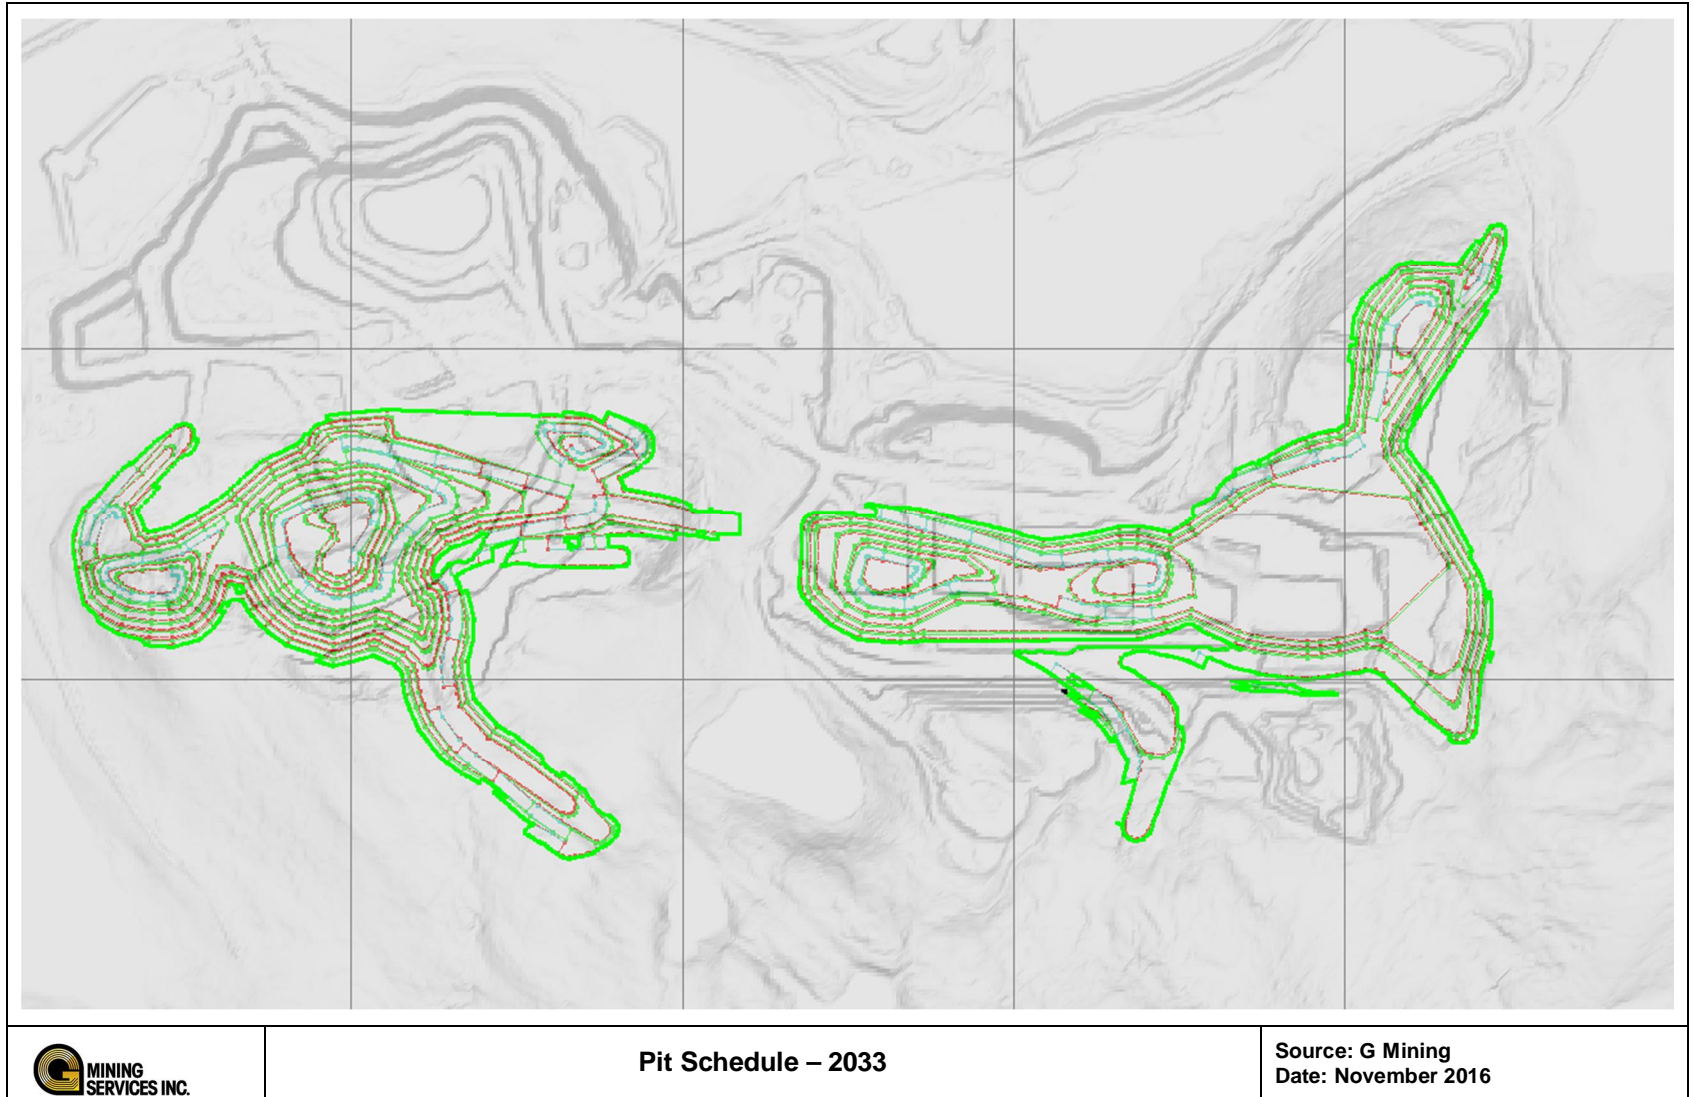 MINING
SERVICES INC.
Pit Schedule – 2033
Source: G Mining
Date: November 2016